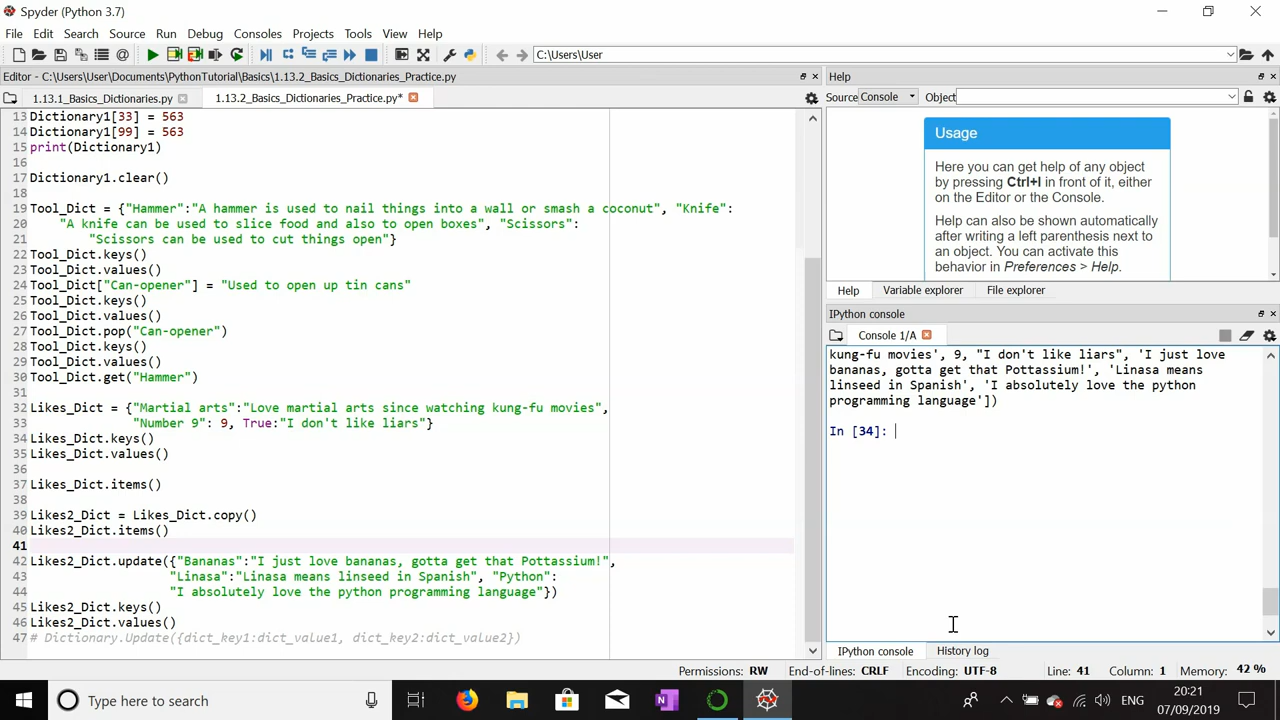 Spyder (Python 3.7)
File Edit Search Source Run Debug Consoles Projects Tools View Help
C:\Users\User
Editor - C:\Users\User\Documents\PythonTutorial\Basics\1.13.2_Basics_Dictionaries_Practice.py
1.13.1_Basics_Dictionaries.py
1.13.2_Basics_Dictionaries_Practice.py*
13 Dictionary1[33] = 563
14 Dictionary1[99] = 563
15 print(Dictionary1)
16
17 Dictionary1.clear()
18
19 Tool_Dict = {"Hammer":"A hammer is used to nail things into a wall or smash a coconut", "Knife":
20 "A knife can be used to slice food and also to open boxes", "Scissors":
21 "Scissors can be used to cut things open"}
22 Tool_Dict.keys()
23 Tool_Dict.values()
24 Tool_Dict["Can-opener"] = "Used to open up tin cans"
25 Tool_Dict.keys()
26 Tool_Dict.values()
27 Tool_Dict.pop("Can-opener")
28 Tool_Dict.keys()
29 Tool_Dict.values()
30 Tool_Dict.get("Hammer")
31
32 Likes_Dict = {"Martial arts":"Love martial arts since watching kung-fu movies",
33 "Number 9": 9, True:"I don't like liars"}
34 Likes_Dict.keys()
35 Likes_Dict.values()
36
37 Likes_Dict.items()
38
39 Likes2_Dict = Likes_Dict.copy()
40 Likes2_Dict.items()
41
42 Likes2_Dict.update({"Bananas":"I just love bananas, gotta get that Pottassium!",
43 "Linasa":"Linasa means linseed in Spanish", "Python":
44 "I absolutely love the python programming language"})
45 Likes2_Dict.keys()
46 Likes2_Dict.values()
47 # Dictionary.Update({dict_key1:dict_value1, dict_key2:dict_value2})
Help
Source Console Object
Usage
Here you can get help of any object
by pressing Ctrl+I in front of it, either
on the Editor or the Console.
Help can also be shown automatically
after writing a left parenthesis next to
an object. You can activate this
behavior in Preferences > Help.
Help Variable explorer File explorer
IPython console
Console 1/A
kung-fu movies', 9, "I don't like liars", 'I just love
bananas, gotta get that Pottassium!', 'Linasa means
linseed in Spanish', 'I absolutely love the python
programming language'])
In [34]:
IPython console History log
Permissions: RW End-of-lines: CRLF Encoding: UTF-8 Line: 41 Column: 1 Memory: 42 %
Type here to search
ENG
20:21
07/09/2019